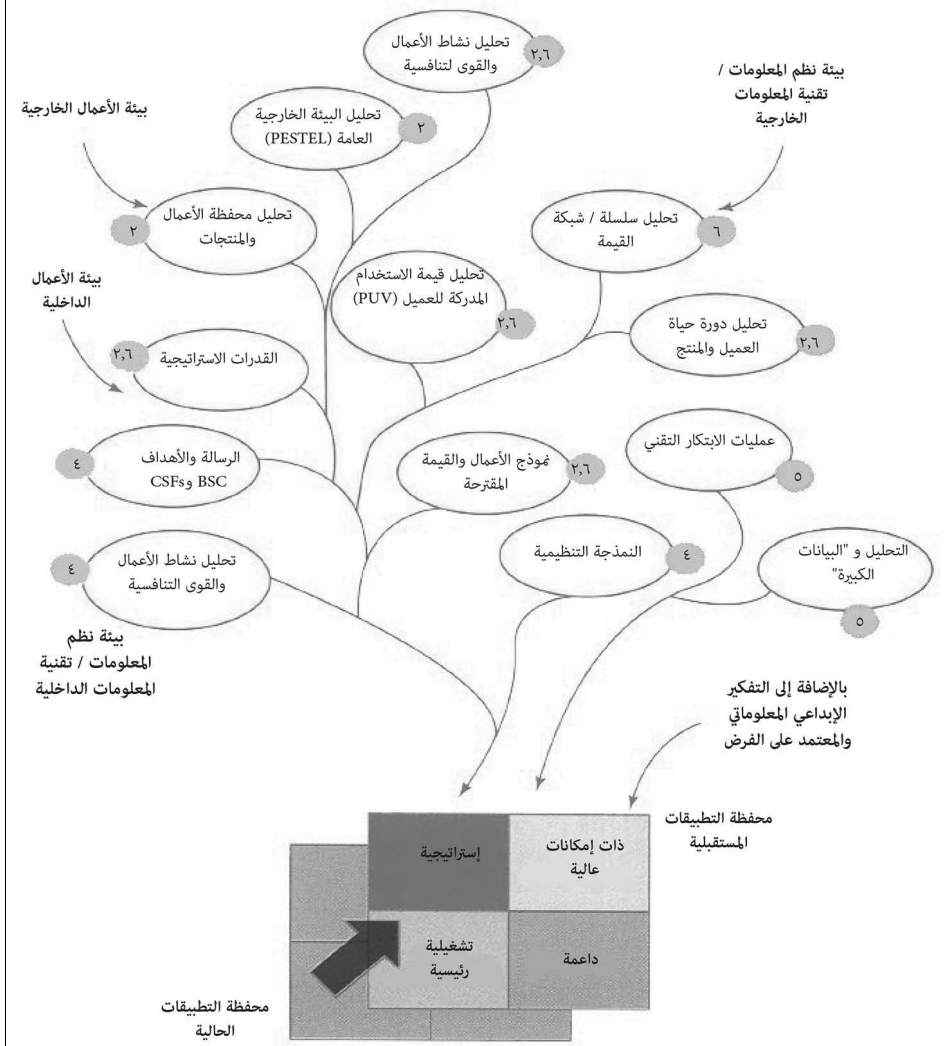 تحليل نشاط الأعمال
والقوى لتنافسية
٢,٦
بيئة نظم المعلومات /
تقنية المعلومات
الخارجية
بيئة الأعمال الخارجية
تحليل البيئة الخارجية
العامة (PESTEL)
٢
تحليل محفظة الأعمال
والمنتجات
٢
تحليل سلسلة / شبكة
القيمة
٦
بيئة الأعمال
الداخلية
تحليل قيمة الاستخدام
المدركة للعميل (PUV)
٢,٦
تحليل دورة حياة
العميل والمنتج
٢,٦
القدرات الاستراتيجية
٢,٦
عمليات الابتكار التقني
٥
الرسالة والأهداف
CSFs و BSC
٤
نموذج الأعمال والقيمة
المقترحة
٢,٦
النمذجة التنظيمية
٤
التحليل و "البيانات
الكبيرة"
٥
تحليل نشاط الأعمال
والقوى التنافسية
٤
بيئة نظم
المعلومات / تقنية
المعلومات الداخلية
بالإضافة إلى التفكير
الإبداعي المعلوماتي
والمعتمد على الفرض
محفظة التطبيقات
المستقبلية
ذات إمكانات
عالية
إستراتيجية
تشغيلية
رئيسية
داعمة
محفظة التطبيقات
الحالية